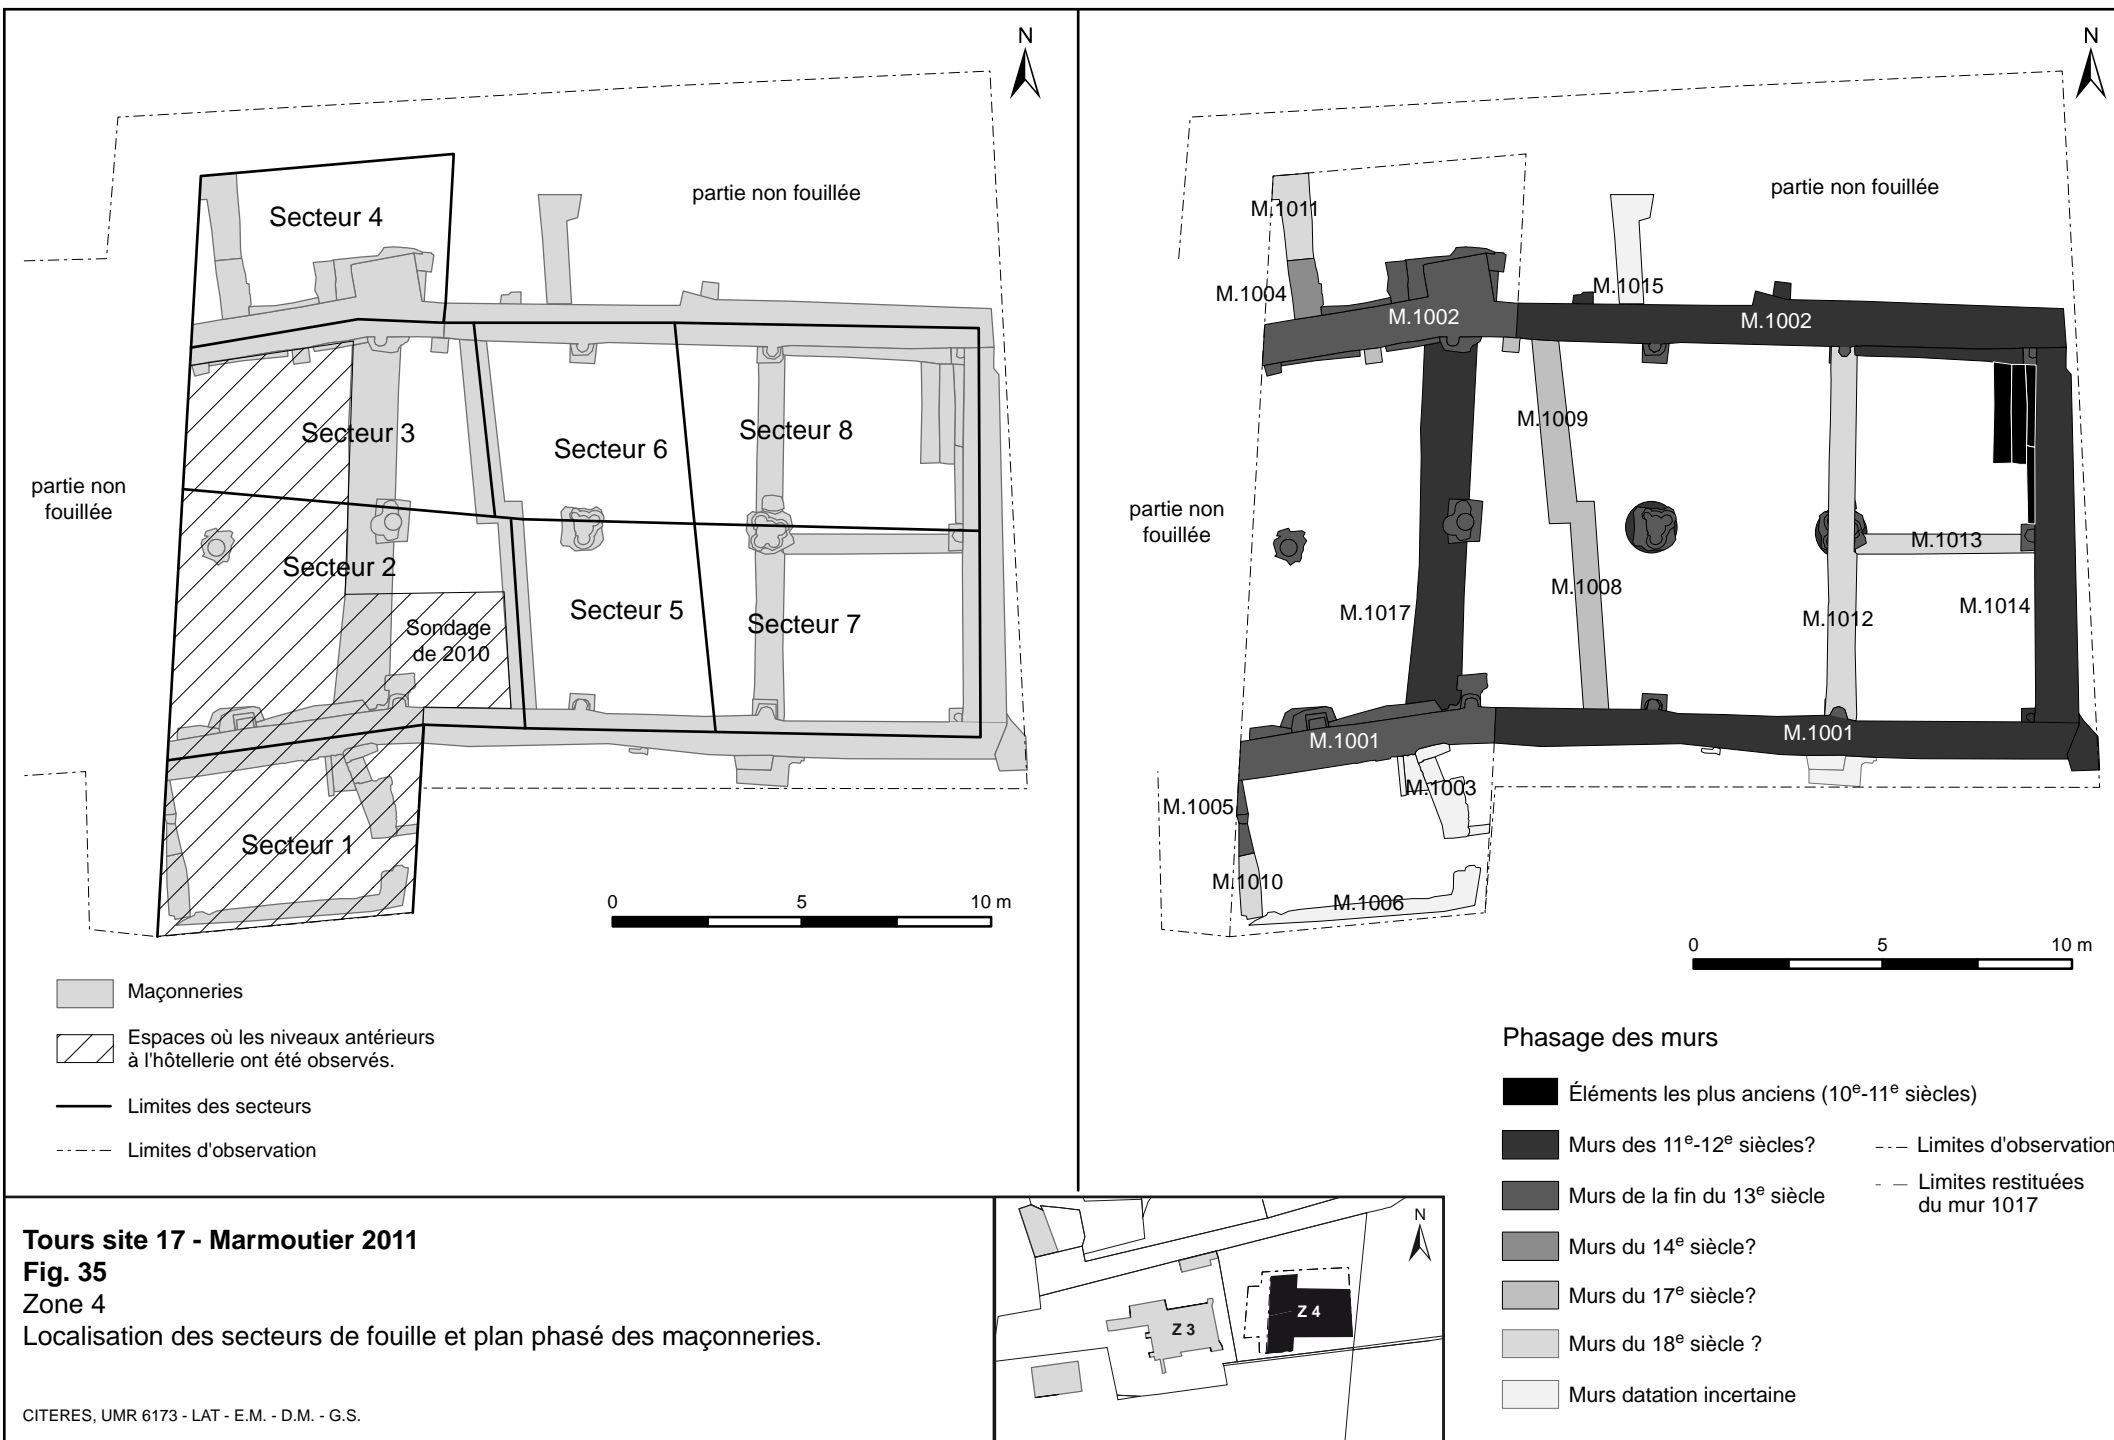 N
partie non fouillée
Secteur 4
Secteur 3
Secteur 6
Secteur 8
partie non
fouillée
Secteur 2
Secteur 5
Secteur 7
Sondage
de 2010
Secteur 1
0 5 10 m
Maçonneries
Espaces où les niveaux antérieurs
à l'hôtellerie ont été observés.
Limites des secteurs
Limites d'observation
N
partie non fouillée
M.1011
M.1004
M.1015
M.1002
M.1002
M.1009
partie non
fouillée
M.1013
M.1008
M.1017
M.1014
M.1012
M.1001
M.1001
M.1003
M.1005
M.1010
M.1006
0 5 10 m
Phasage des murs
Éléments les plus anciens (10e-11e siècles)
Murs des 11e-12e siècles?
Murs de la fin du 13e siècle
Murs du 14e siècle?
Murs du 17e siècle?
Murs du 18e siècle ?
Murs datation incertaine
Limites d'observation
Limites restituées
du mur 1017
Tours site 17 - Marmoutier 2011
Fig. 35
Zone 4
Localisation des secteurs de fouille et plan phasé des maçonneries.
CITERES, UMR 6173 - LAT - E.M. - D.M. - G.S.
N
Z 4
Z 3